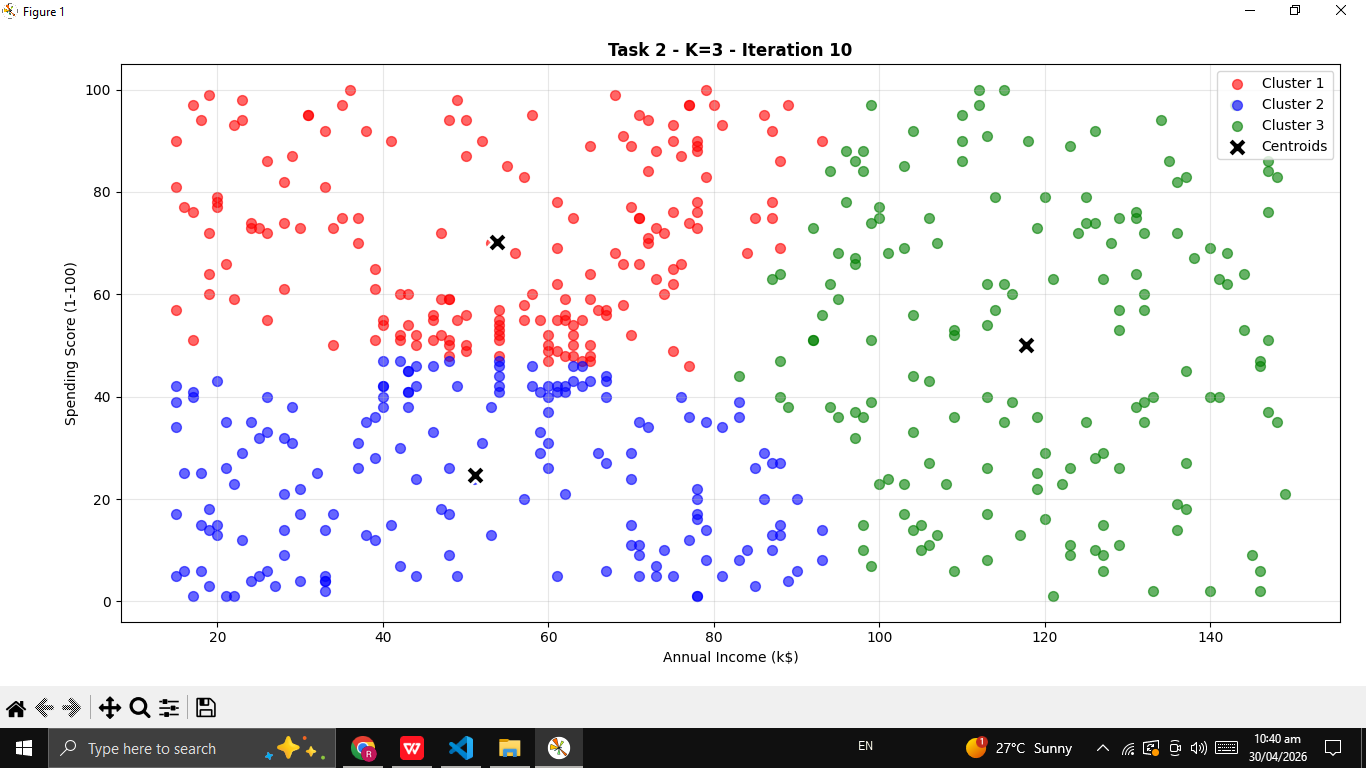 Figure 1
Task 2 - K=3 - Iteration 10
Cluster 1
Cluster 2
Cluster 3
Centroids
Spending Score (1-100)
100
80
60
40
20
0
20 40 60 80 100 120 140
Annual Income (k$)
Type here to search
R
W
EN
1
27°C Sunny
10:40 am
30/04/2026